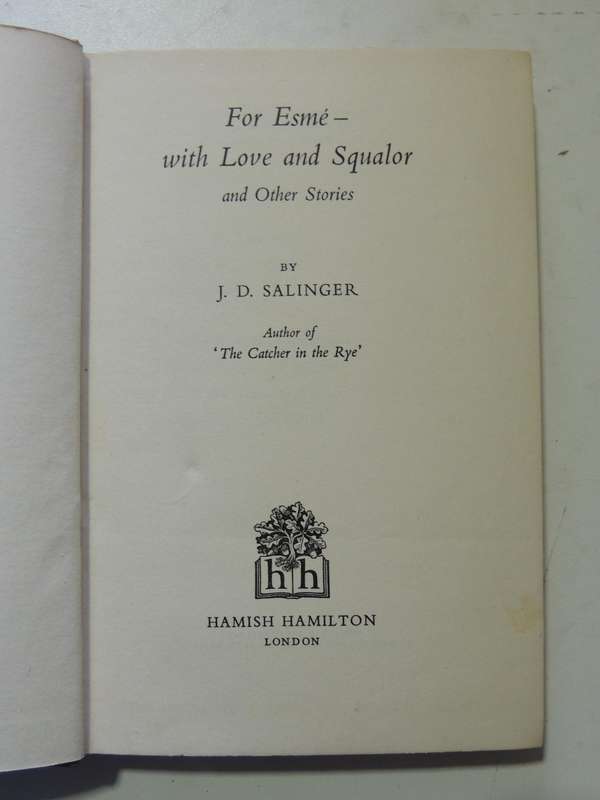 For Esmé –
with Love and Squalor
and Other Stories
BY
J. D. SALINGER
Author of
‘The Catcher in the Rye’
h h
HAMISH HAMILTON
LONDON